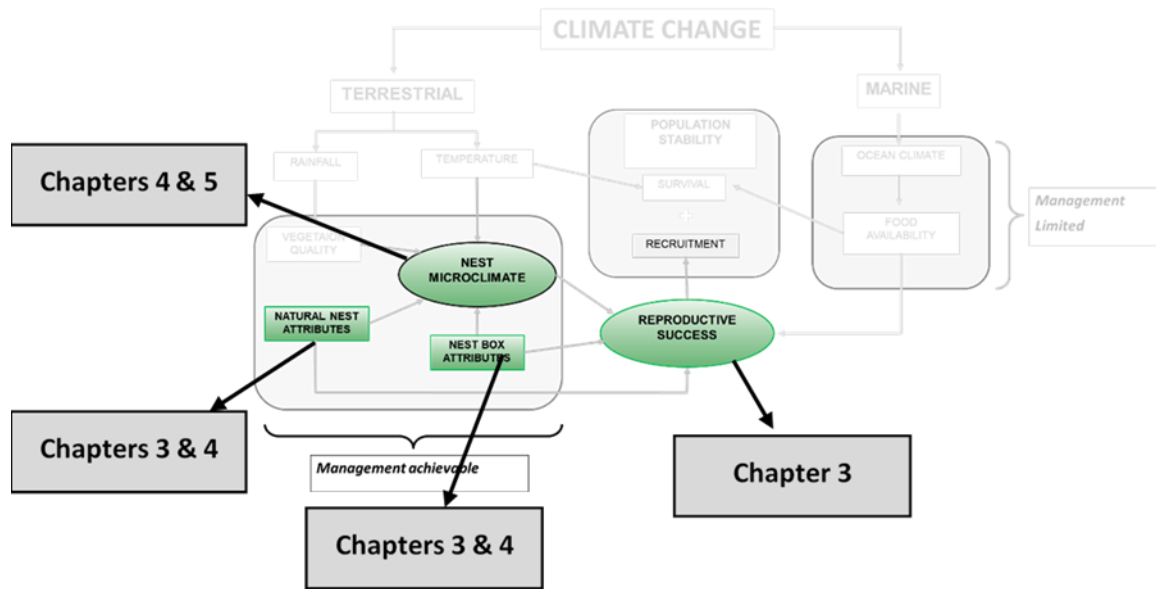 CLIMATE CHANGE
TERRESTRIAL
MARINE
POPULATION
STABILITY
RAINFALL
TEMPERATURE
OCEAN CLIMATE
Chapters 4 & 5
SURVIVAL
+
Management
Limited
VEGETAION
QUALITY
FOOD
AVAILABILITY
RECRUITMENT
NEST
MICROCLIMATE
NATURAL NEST
ATTRIBUTES
REPRODUCTIVE
SUCCESS
NEST BOX
ATTRIBUTES
Chapters 3 & 4
Management achievable
Chapter 3
Chapters 3 & 4